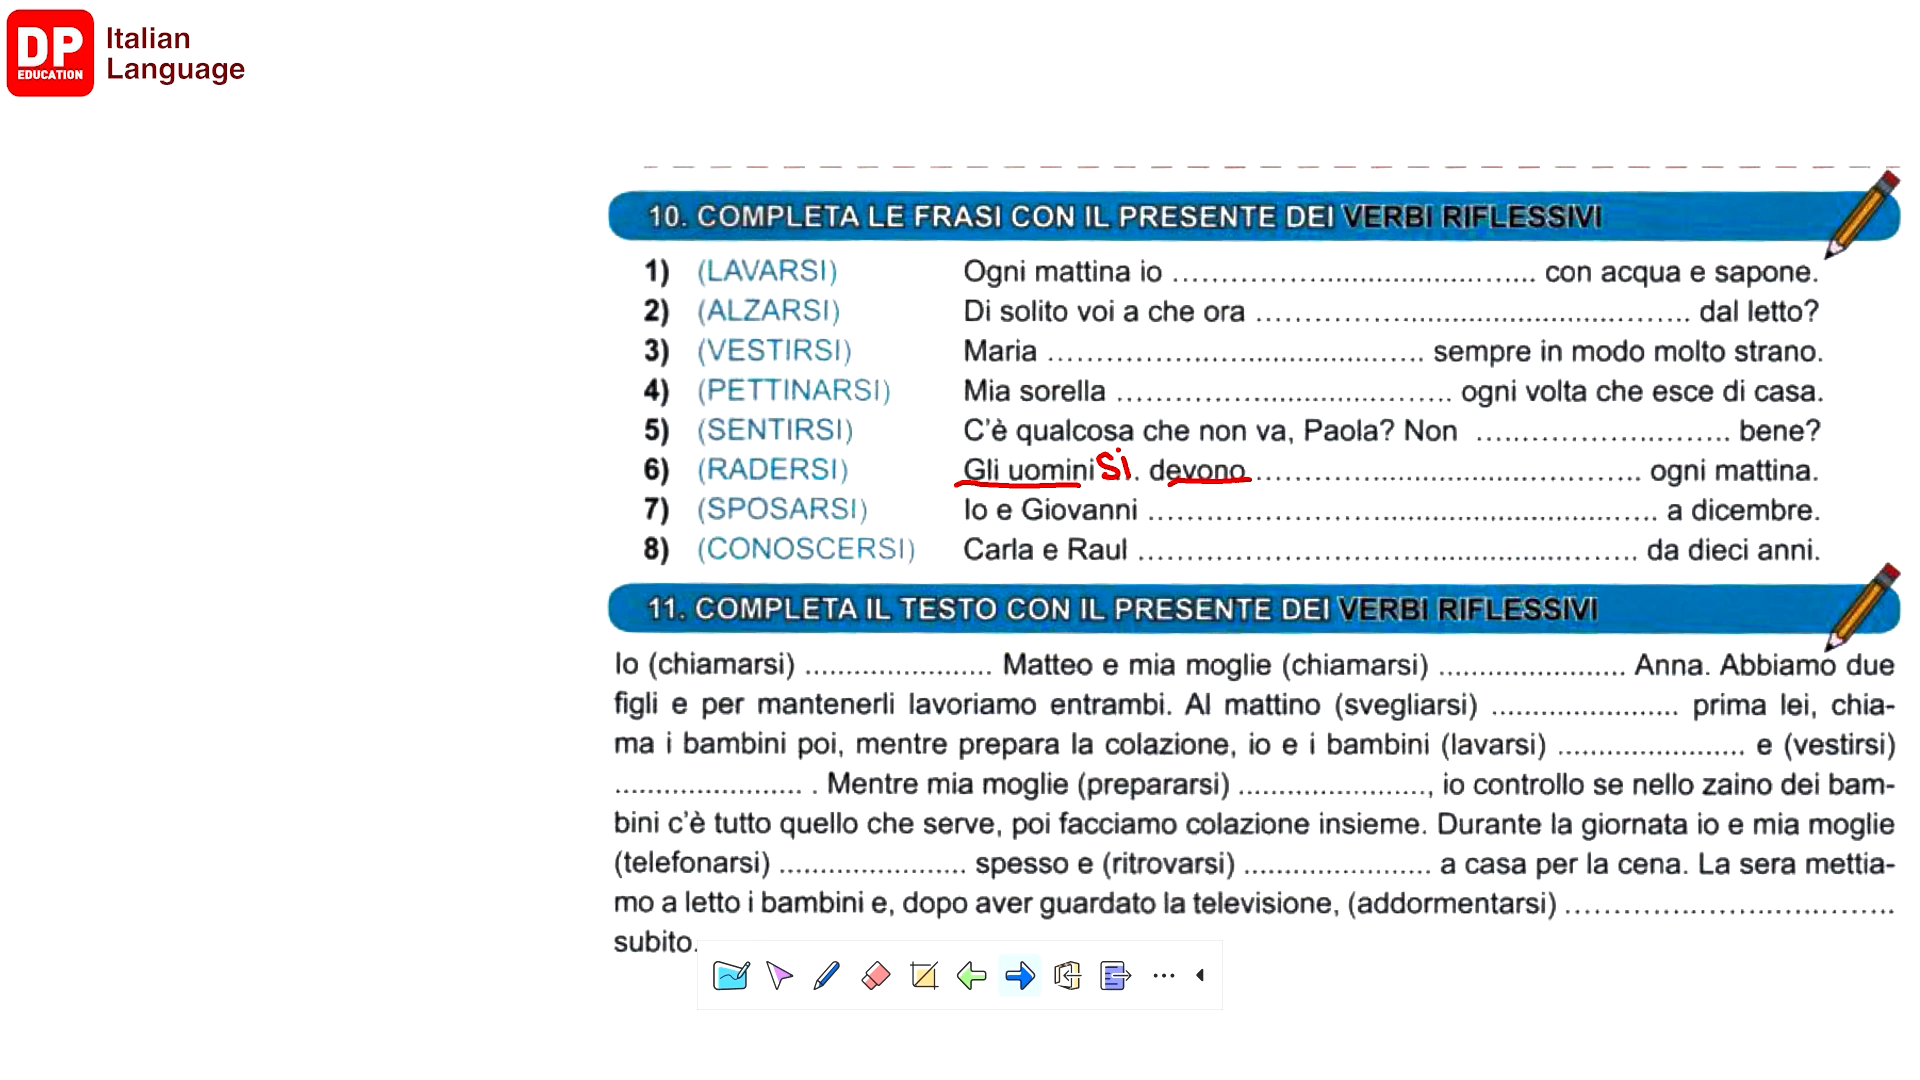 DP
EDUCATION
Italian
Language
10. COMPLETA LE FRASI CON IL PRESENTE DEI VERBI RIFLESSIVI
1) (LAVARSI) Ogni mattina io ........................................ con acqua e sapone.
2) (ALZARSI) Di solito voi a che ora ........................................ dal letto?
3) (VESTIRSI) Maria ........................................ sempre in modo molto strano.
4) (PETTINARSI) Mia sorella ........................................ ogni volta che esce di casa.
5) (SENTIRSI) C'è qualcosa che non va, Paola? Non .............................. bene?
6) (RADERSI) Gli uomini si. devono ........................................ ogni mattina.
7) (SPOSARSI) Io e Giovanni ........................................ a dicembre.
8) (CONOSCERSI) Carla e Raul ........................................ da dieci anni.
11. COMPLETA IL TESTO CON IL PRESENTE DEI VERBI RIFLESSIVI
Io (chiamarsi) ....................... Matteo e mia moglie (chiamarsi) ....................... Anna. Abbiamo due
figli e per mantenerli lavoriamo entrambi. Al mattino (svegliarsi) ....................... prima lei, chia-
ma i bambini poi, mentre prepara la colazione, io e i bambini (lavarsi) ....................... e (vestirsi)
....................... . Mentre mia moglie (prepararsi) ......................., io controllo se nello zaino dei bam-
bini c'è tutto quello che serve, poi facciamo colazione insieme. Durante la giornata io e mia moglie
(telefonarsi) ....................... spesso e (ritrovarsi) ....................... a casa per la cena. La sera mettia-
mo a letto i bambini e, dopo aver guardato la televisione, (addormentarsi) ........................................
subito.